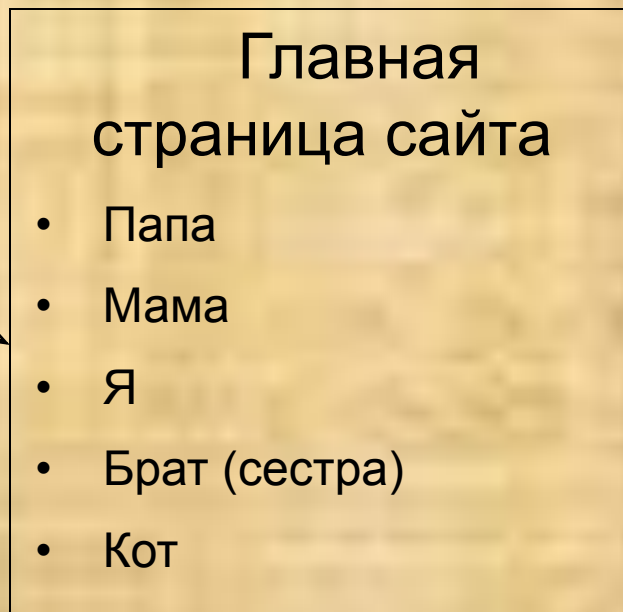 Главная
страница сайта
• Папа
• Мама
• Я
• Брат (сестра)
• Кот